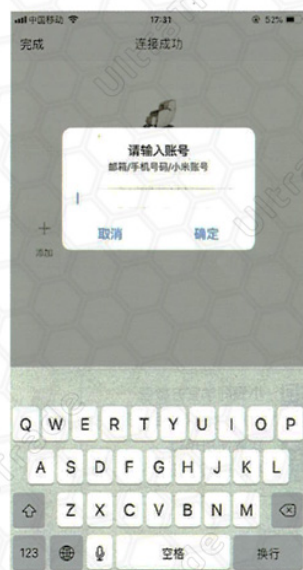 中国移动 17:31 52%
完成 连接成功
请输入账号
邮箱/手机号码/小米账号
取消 确定
添加
Q W E R T Y U I O P
A S D F G H J K L
Z X C V B N M
123 空格 换行